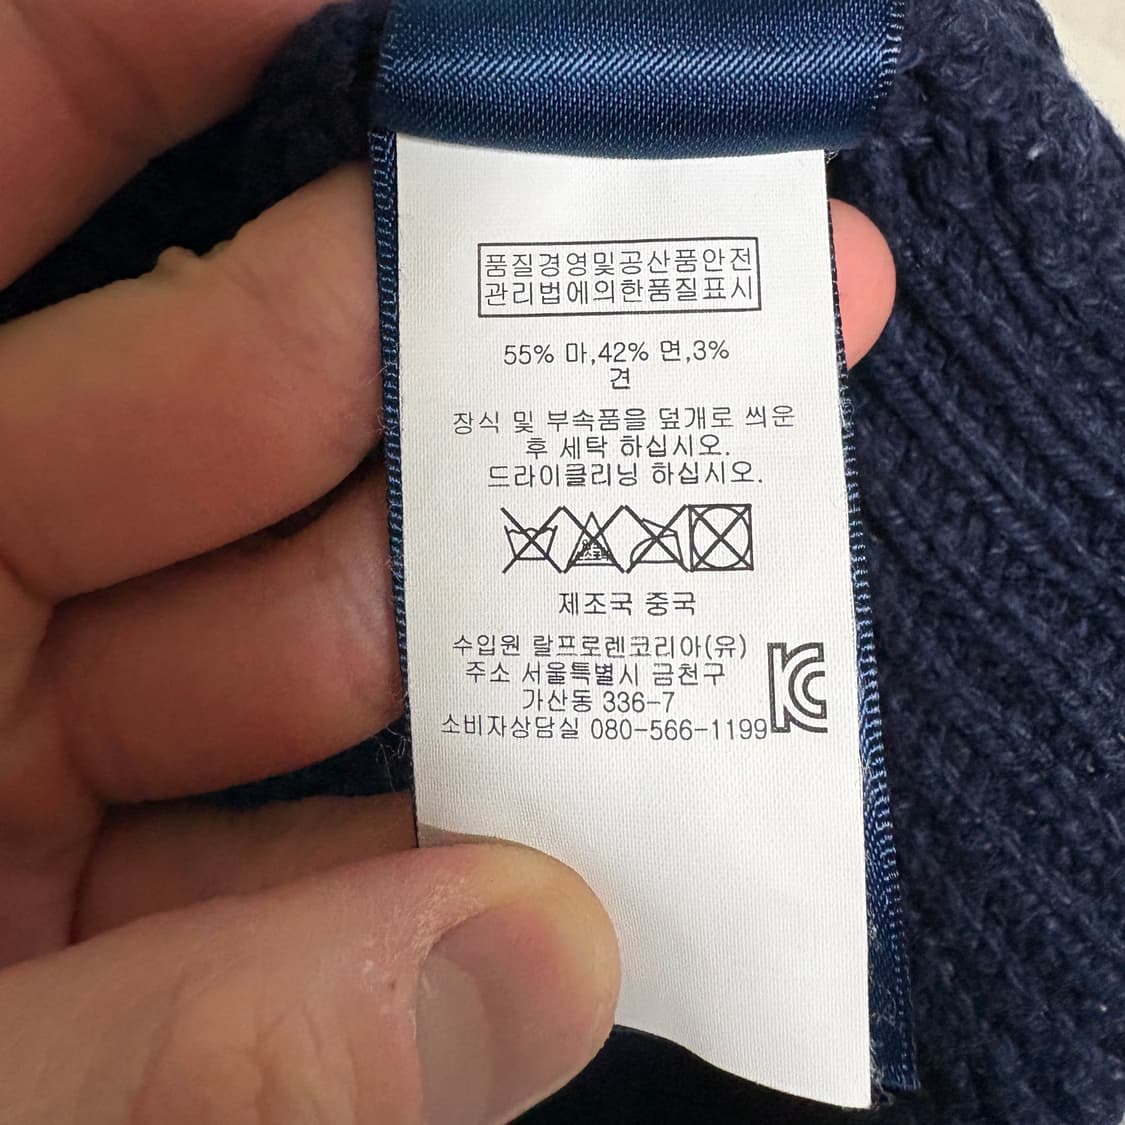 품질경영및공산품안전
관리법에의한품질표시
55% 마,42% 면,3%
견
장식 및 부속품을 덮개로 씌운
후 세탁 하십시오.
드라이클리닝 하십시오.
제조국 중국
수입원 랄프로렌코리아(유)
주소 서울특별시 금천구
가산동 336-7
소비자상담실 080-566-1199